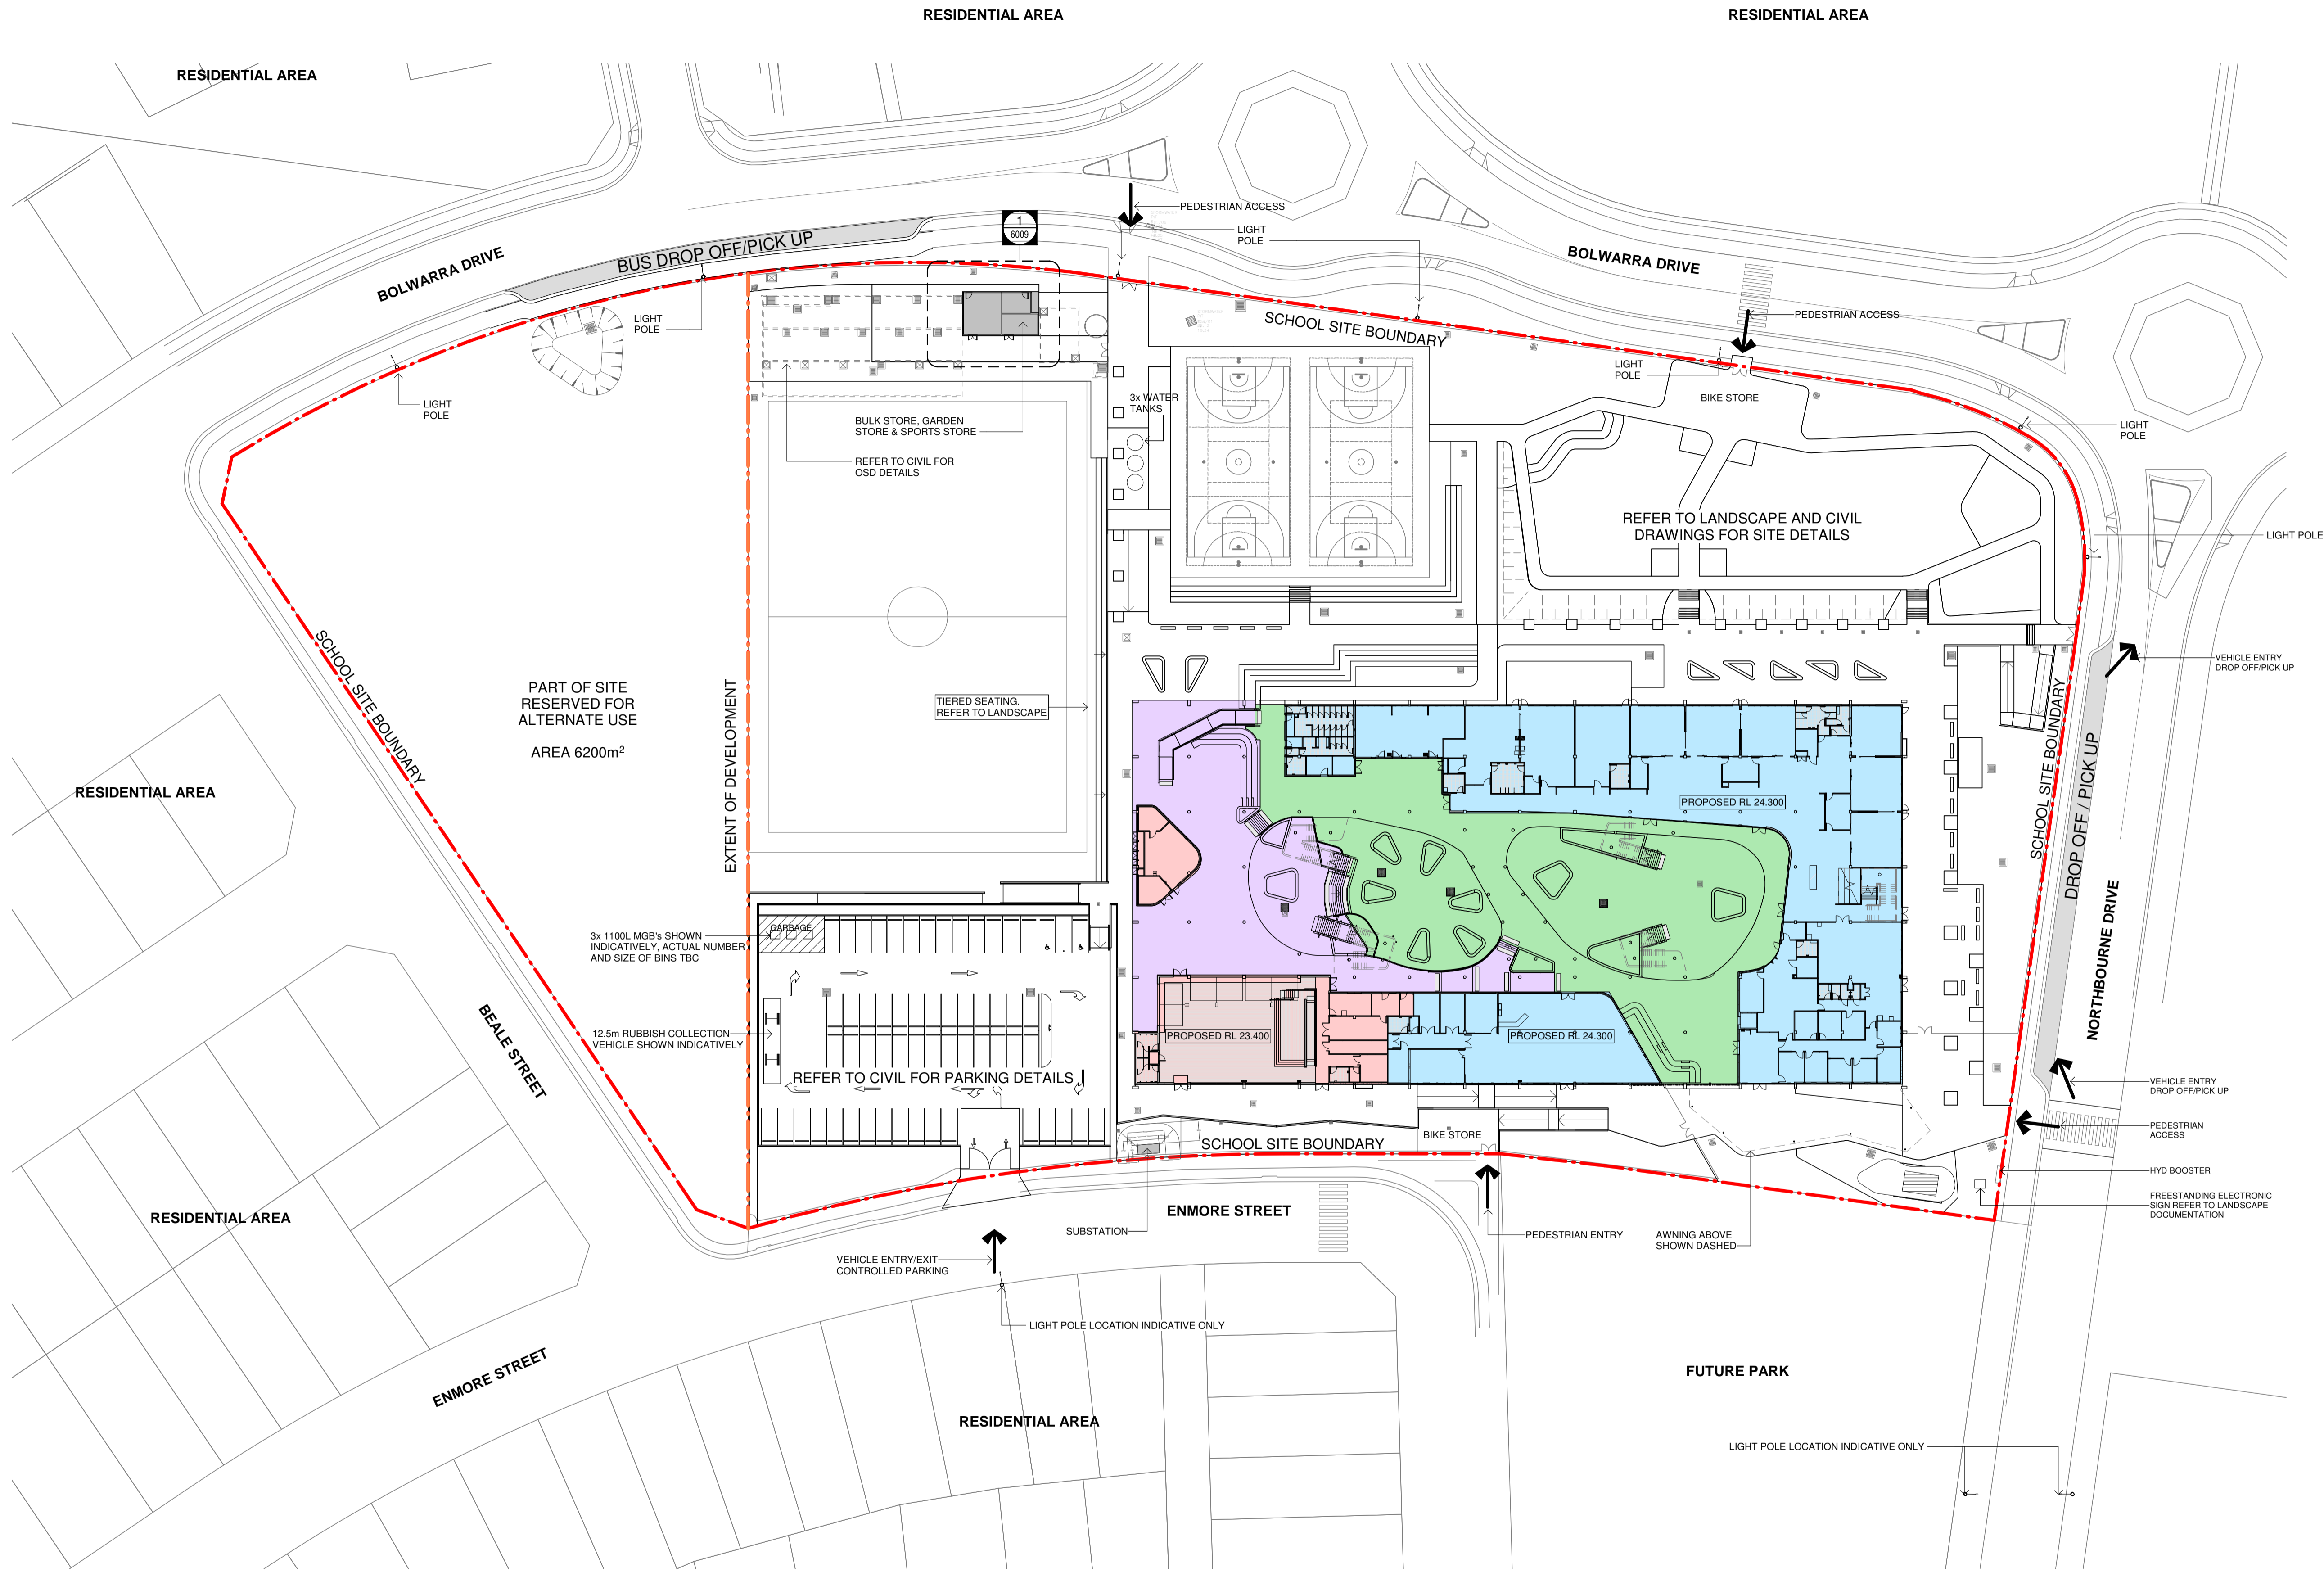 RESIDENTIAL AREA
RESIDENTIAL AREA
RESIDENTIAL AREA
PEDESTRIAN ACCESS
1
6009
LIGHT
POLE
BUS DROP OFF/PICK UP
BOLWARRA DRIVE
BOLWARRA DRIVE
LIGHT
POLE
SCHOOL SITE BOUNDARY
PEDESTRIAN ACCESS
LIGHT
POLE
LIGHT
POLE
3x WATER
TANKS
BIKE STORE
BULK STORE, GARDEN
STORE & SPORTS STORE
LIGHT
POLE
REFER TO CIVIL FOR
OSD DETAILS
REFER TO LANDSCAPE AND CIVIL
DRAWINGS FOR SITE DETAILS
LIGHT POLE
SCHOOL SITE BOUNDARY
PART OF SITE
RESERVED FOR
ALTERNATE USE
AREA 6200m²
EXTENT OF DEVELOPMENT
TIERED SEATING.
REFER TO LANDSCAPE
VEHICLE ENTRY
DROP OFF/PICK UP
SCHOOL SITE BOUNDARY
DROP OFF / PICK UP
RESIDENTIAL AREA
PROPOSED RL 24.300
NORTHBOURNE DRIVE
GARBAGE
3x 1100L MGB's SHOWN
INDICATIVELY, ACTUAL NUMBER
AND SIZE OF BINS TBC
12.5m RUBBISH COLLECTION
VEHICLE SHOWN INDICATIVELY
BEALE STREET
PROPOSED RL 23.400
PROPOSED RL 24.300
REFER TO CIVIL FOR PARKING DETAILS
VEHICLE ENTRY
DROP OFF/PICK UP
SCHOOL SITE BOUNDARY
BIKE STORE
PEDESTRIAN
ACCESS
HYD BOOSTER
FREESTANDING ELECTRONIC
SIGN REFER TO LANDSCAPE
DOCUMENTATION
RESIDENTIAL AREA
ENMORE STREET
SUBSTATION
PEDESTRIAN ENTRY
AWNING ABOVE
SHOWN DASHED
VEHICLE ENTRY/EXIT
CONTROLLED PARKING
LIGHT POLE LOCATION INDICATIVE ONLY
ENMORE STREET
FUTURE PARK
RESIDENTIAL AREA
LIGHT POLE LOCATION INDICATIVE ONLY